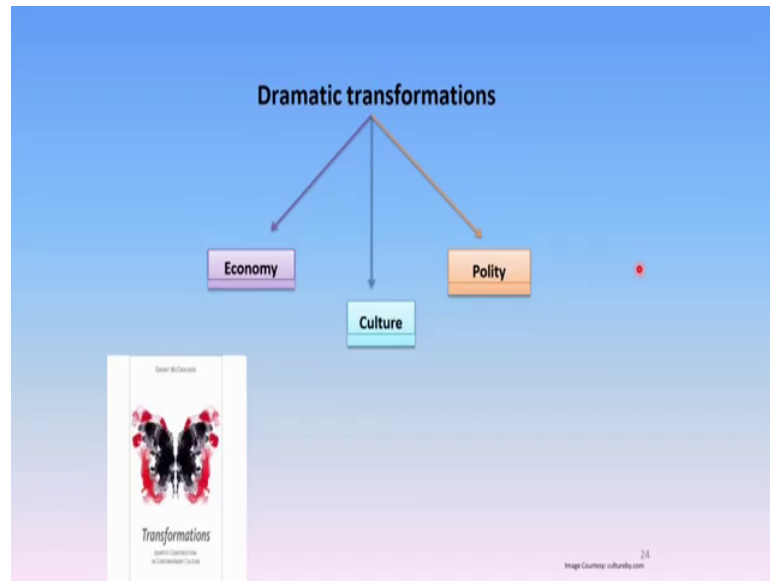 Dramatic transformations
Economy
Polity
Culture
GRANT MCCRACKEN
Transformations
IDENTITY CONSTRUCTION
IN CONTEMPORARY CULTURE
24
Image Courtesy: cultureby.com